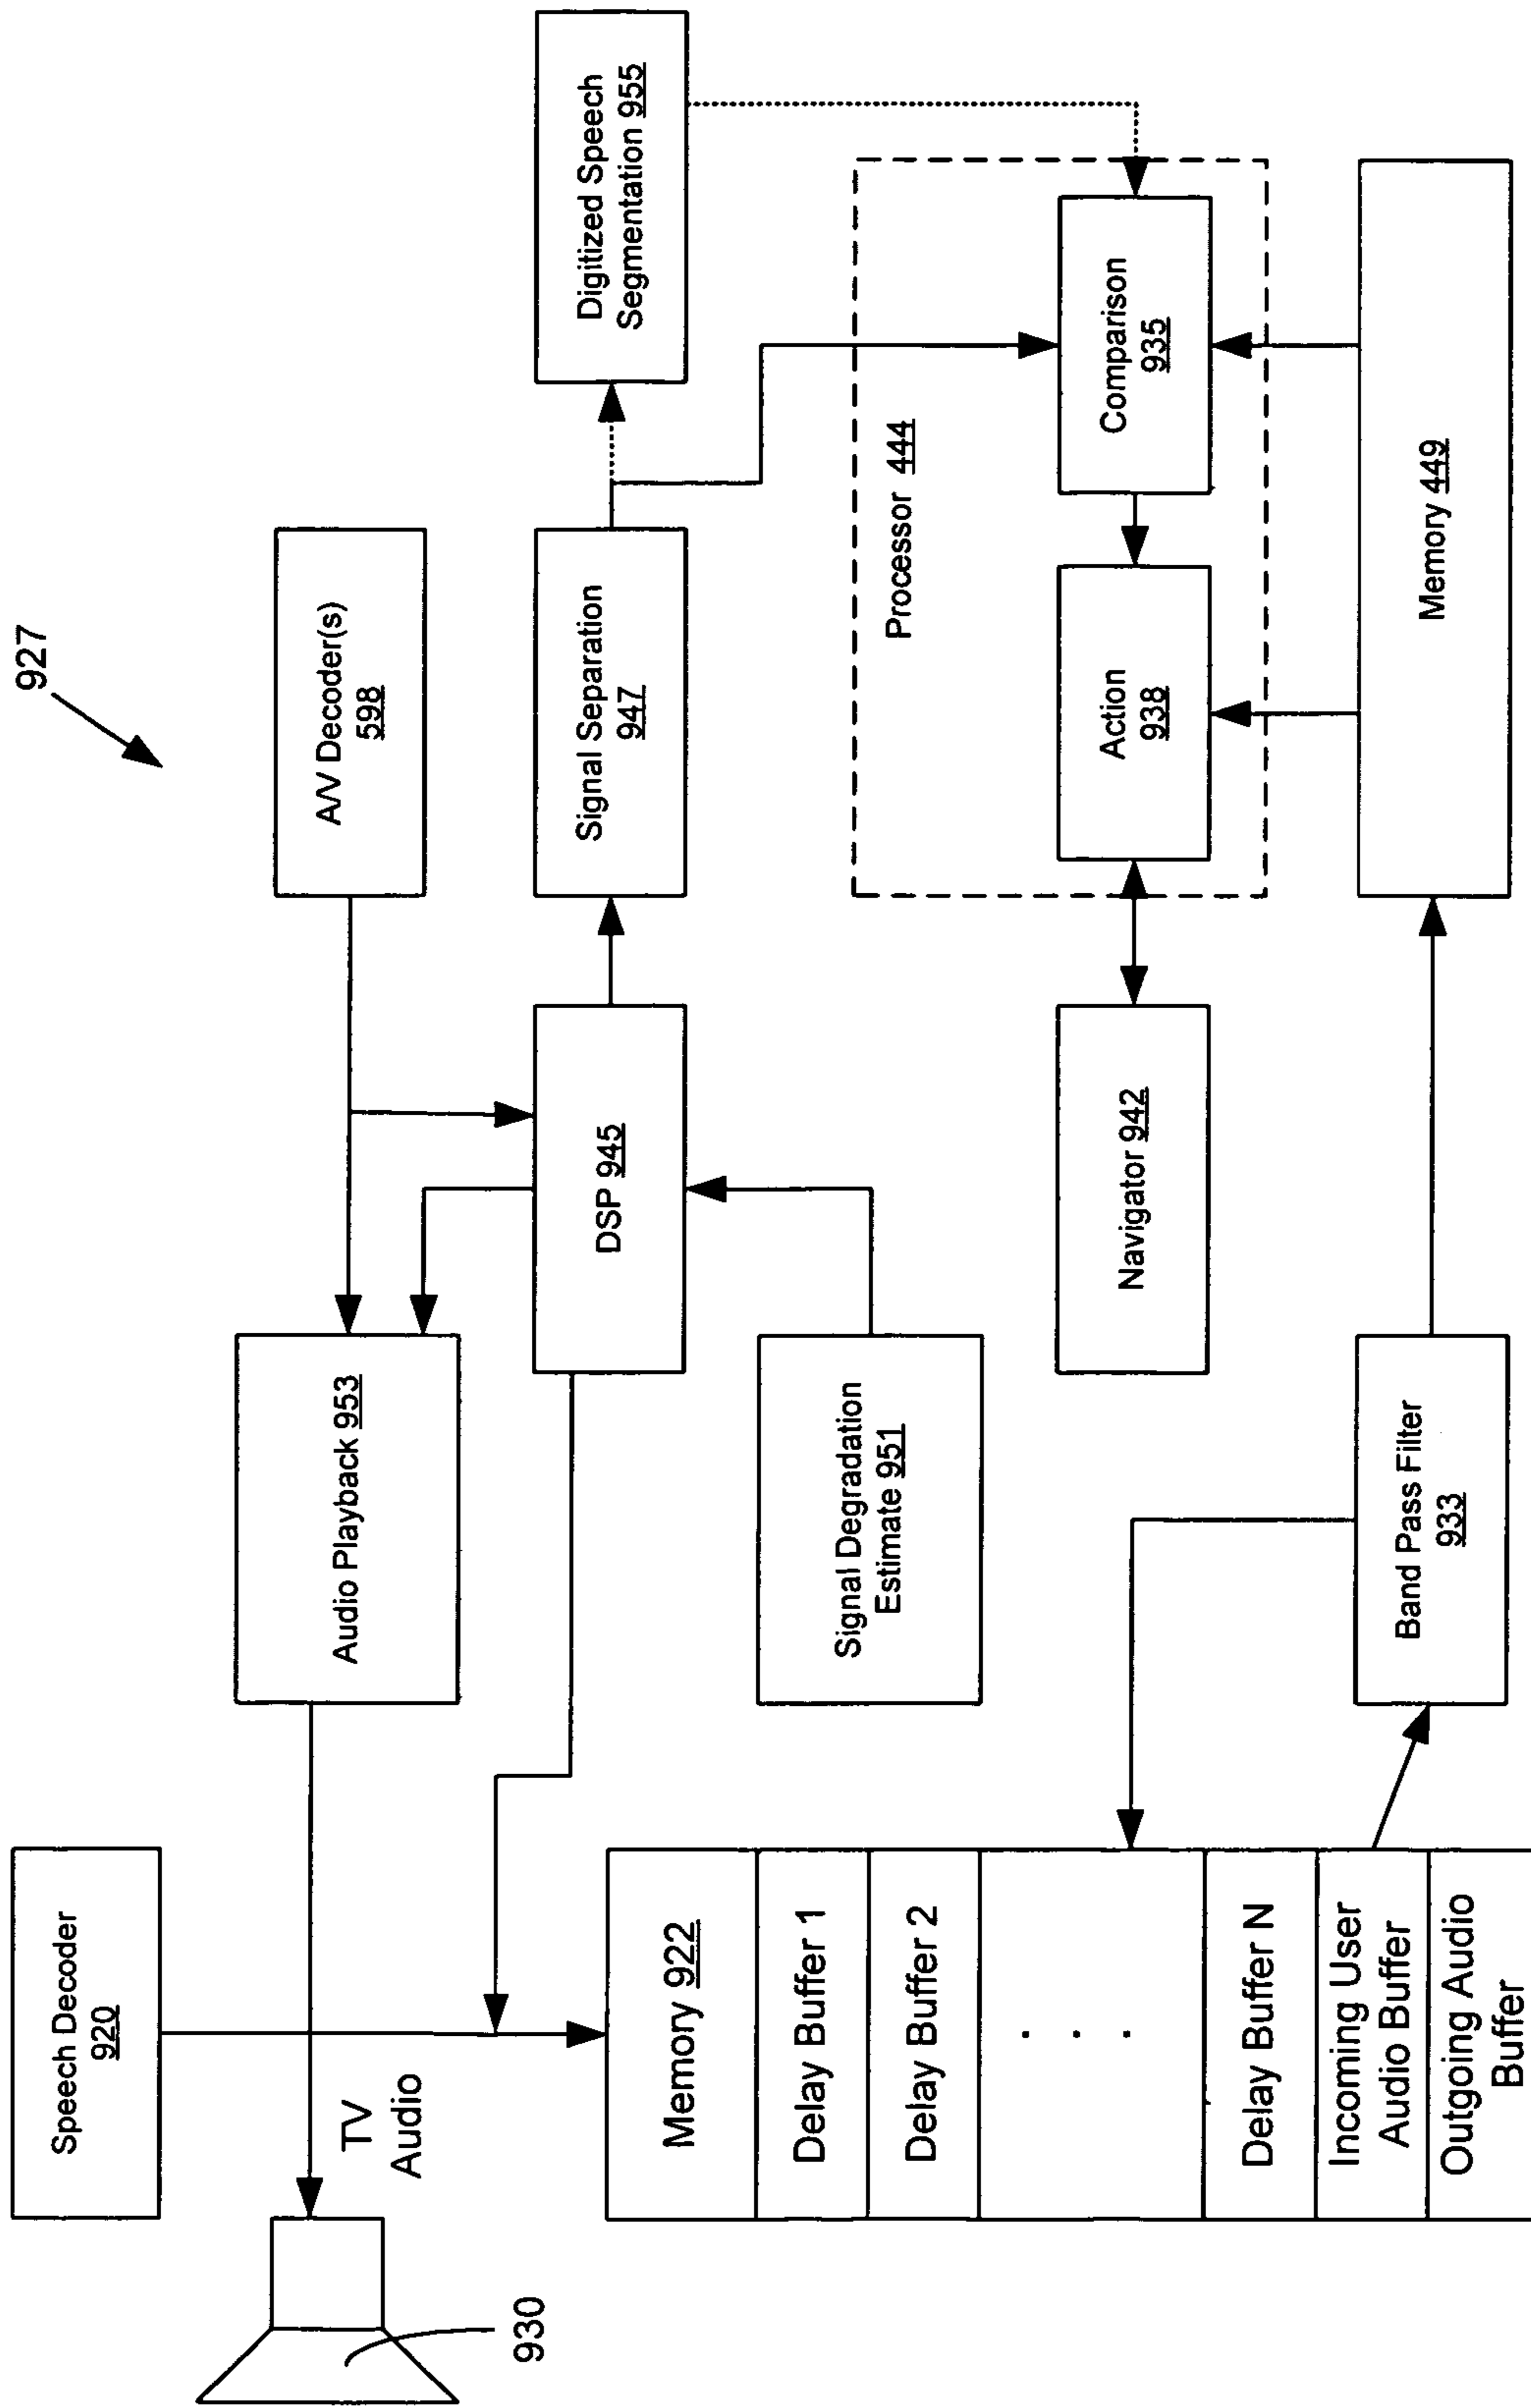 927
Speech Decoder
920
TV
Audio
930
Audio Playback 953
A/V Decoder(s)
598
DSP 945
Signal Separation
947
Digitized Speech
Segmentation 955
Signal Degradation
Estimate 951
Memory 922
Delay Buffer 1
Delay Buffer 2
. . .
Delay Buffer N
Incoming User
Audio Buffer
Outgoing Audio
Buffer
Processor 444
Navigator 942
Action
938
Comparison
935
Band Pass Filter
933
Memory 449